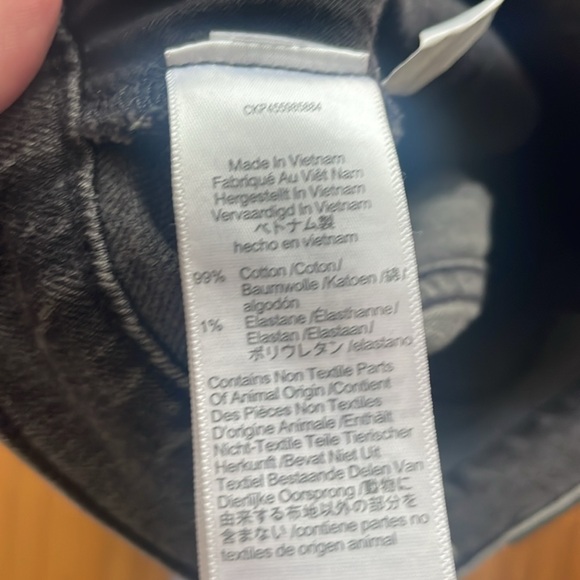 CKP455985884
Made In Vietnam
Fabriqué Au Viêt Nam
Hergestellt In Vietnam
Vervaardigd In Vietnam
ベトナム製
hecho en vietnam
99% Cotton /Coton/
Baumwolle /Katoen /綿/
algodón
1% Elastane /Élasthanne/
Elastan /Elastaan/
ポリウレタン /elastano
Contains Non Textile Parts
Of Animal Origin /Contient
Des Pièces Non Textiles
D'origine Animale /Enthält
Nicht-Textile Teile Tierischer
Herkunft /Bevat Niet Uit
Textiel Bestaande Delen Van
Dierlijke Oorsprong /動物に
由来する布地以外の部分を
含まない /contiene partes no
textiles de origen animal